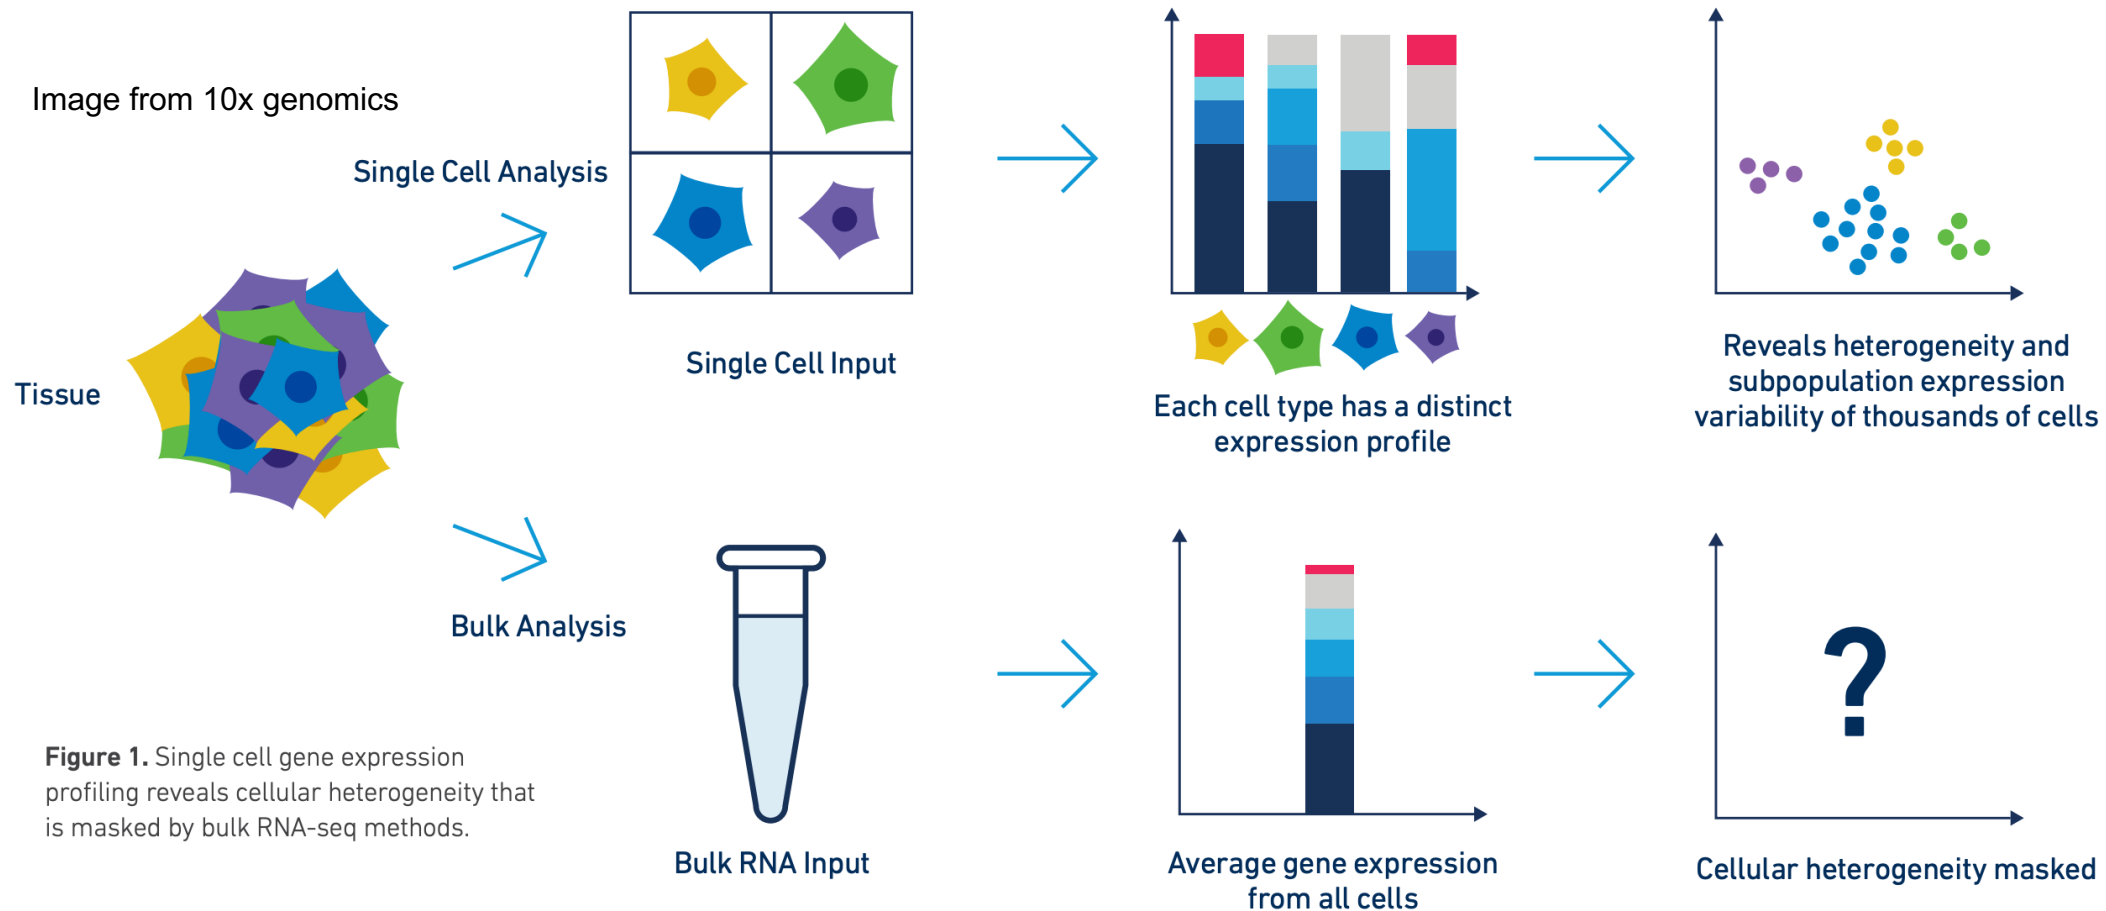 Image from 10x genomics
Single Cell Analysis
Single Cell Input
Each cell type has a distinct
expression profile
Reveals heterogeneity and
subpopulation expression
variability of thousands of cells
Tissue
Bulk Analysis
Bulk RNA Input
Average gene expression
from all cells
?
Cellular heterogeneity masked
Figure 1. Single cell gene expression
profiling reveals cellular heterogeneity that
is masked by bulk RNA-seq methods.